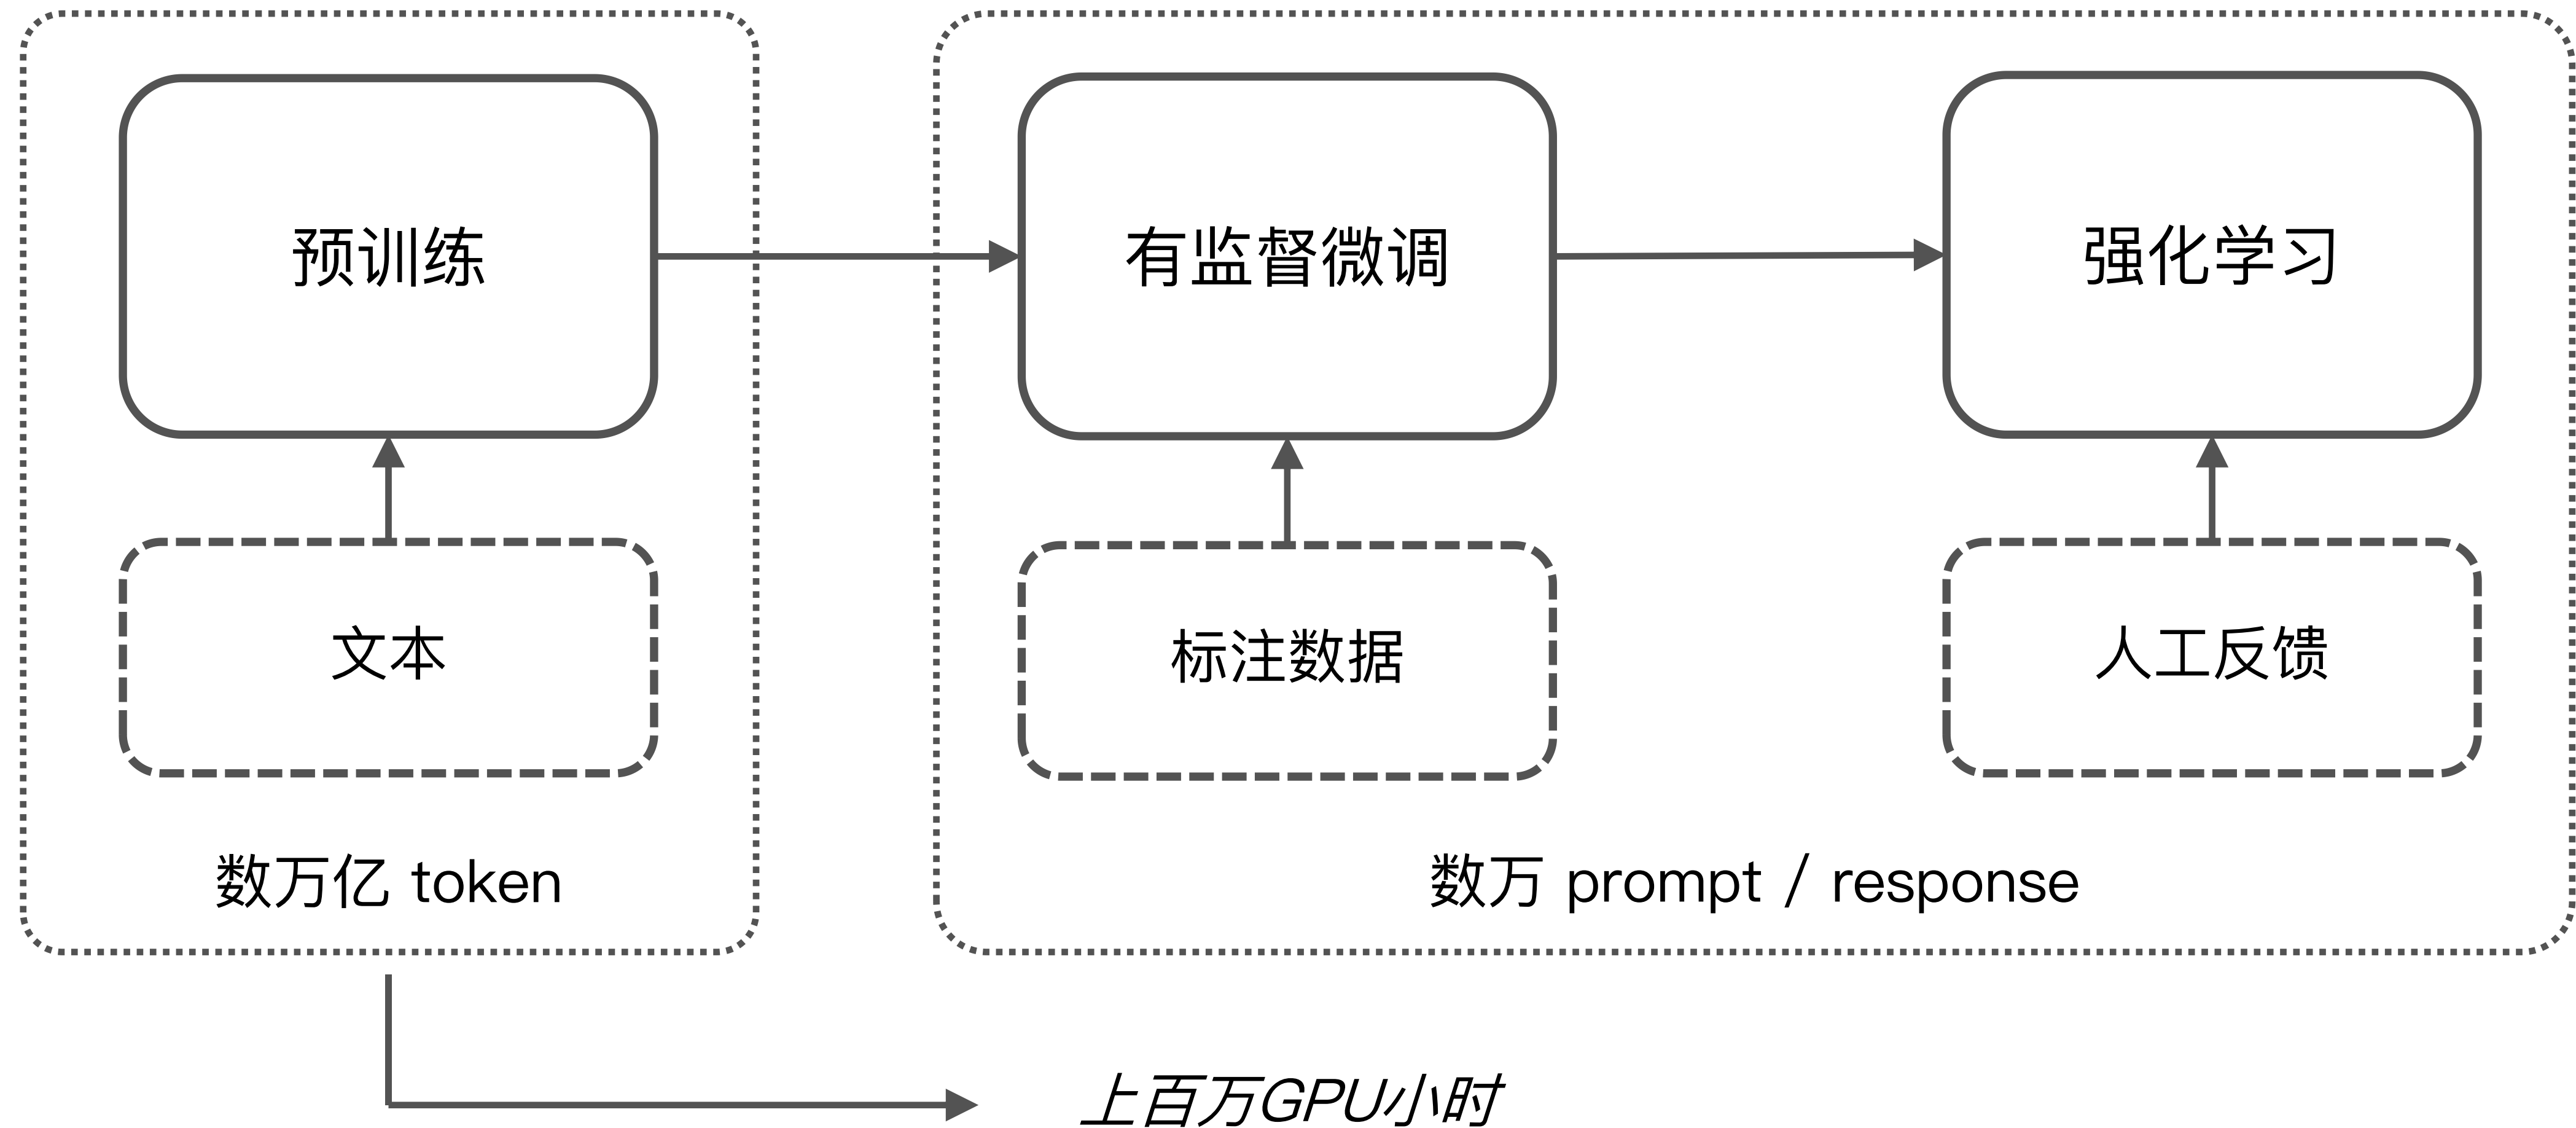 预训练
有监督微调
强化学习
文本
标注数据
人工反馈
数万亿 token
数万 prompt / response
上百万GPU小时